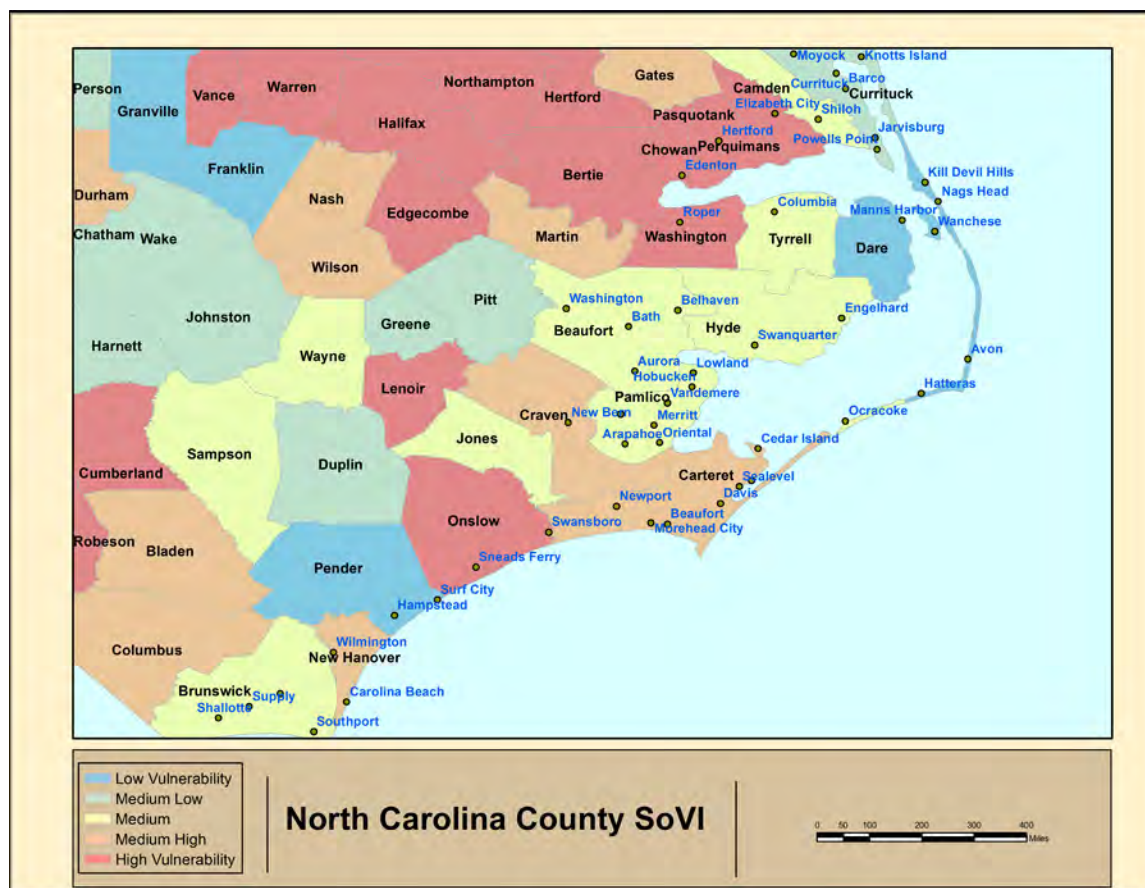 Moyock
Knotts Island
Person
Granville
Vance
Warren
Northampton
Hertford
Gates
Camden
Currituck
Barco
Currituck
Elizabeth City
Shiloh
Pasquotank
Halifax
Jarvisburg
Powells Point
Hertford
Chowan
Perquimans
Franklin
Bertie
Edenton
Kill Devil Hills
Durham
Nash
Nags Head
Edgecombe
Roper
Columbia
Manns Harbor
Wanchese
Chatham
Wake
Martin
Washington
Tyrrell
Dare
Wilson
Pitt
Washington
Belhaven
Engelhard
Johnston
Greene
Beaufort
Bath
Hyde
Harnett
Wayne
Swanquarter
Avon
Lenoir
Aurora
Lowland
Hobucken
Hatteras
Pamlico
Vandemere
Craven
New Bern
Merritt
Ocracoke
Jones
Arapahoe
Oriental
Cedar Island
Sampson
Duplin
Cumberland
Carteret
Sealevel
Newport
Davis
Onslow
Swansboro
Beaufort
Morehead City
Robeson
Bladen
Pender
Sneads Ferry
Surf City
Hampstead
Columbus
Wilmington
New Hanover
Brunswick
Supply
Carolina Beach
Shallotte
Southport
Low Vulnerability
Medium Low
Medium
Medium High
High Vulnerability
North Carolina County SoVI
0 50 100 200 300 400
Miles